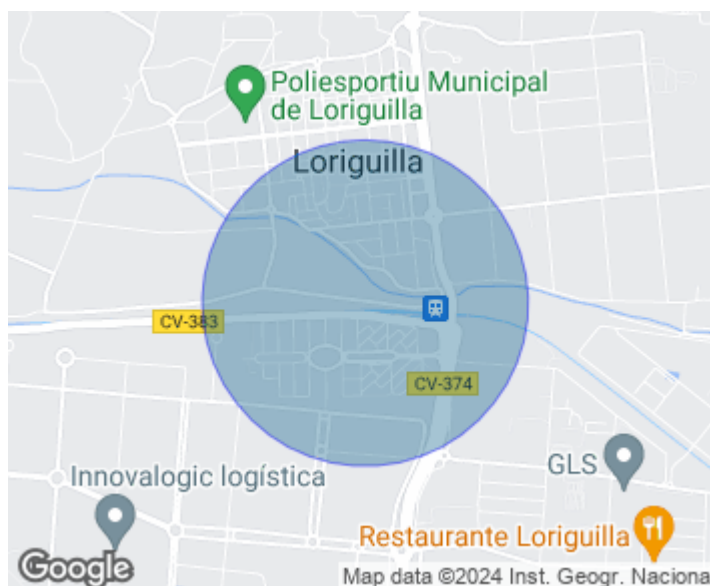 Poliesportiu Municipal
de Loriguilla
Loriguilla
CV-383
CV-374
GLS
Innovalogic logística
Restaurante Loriguilla
Google
Map data ©2024 Inst. Geogr. Naciona